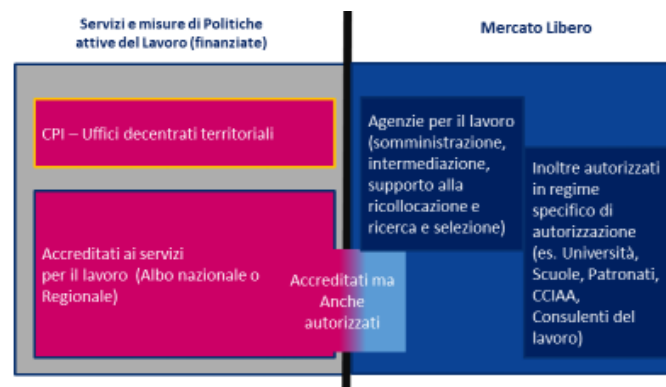 Servizi e misure di Politiche
attive del Lavoro (finanziate)
Mercato Libero
CPI – Uffici decentrati territoriali
Accreditati ai servizi
per il lavoro (Albo nazionale o
Regionale)
Accreditati ma
Anche
autorizzati
Agenzie per il lavoro
(somministrazione,
intermediazione,
supporto alla
ricollocazione e
ricerca e selezione)
Inoltre autorizzati
in regime
specifico di
autorizzazione
(es. Università,
Scuole, Patronati,
CCIAA,
Consulenti del
lavoro)